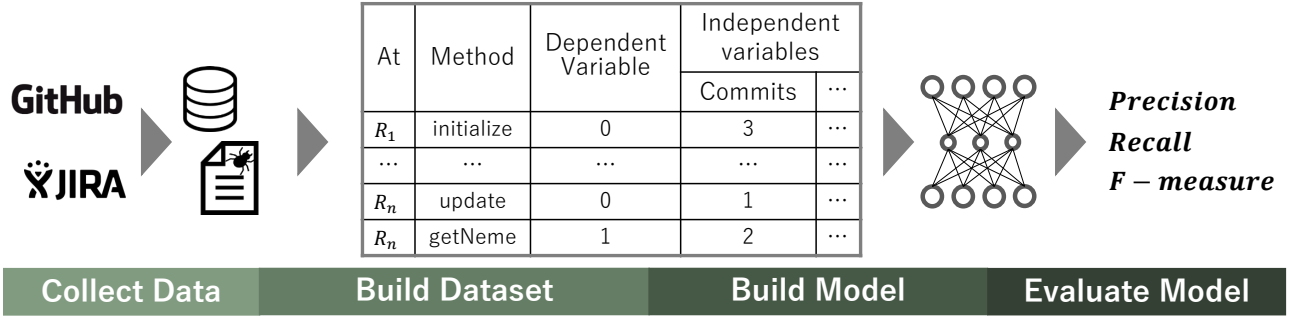 GitHub
JIRA
At Method Dependent Variable Independent variables
Commits …
R₁ initialize 0 3 …
… … … … …
Rₙ update 0 1 …
Rₙ getNeme 1 2 …
Precision
Recall
F − measure
Collect Data Build Dataset Build Model Evaluate Model